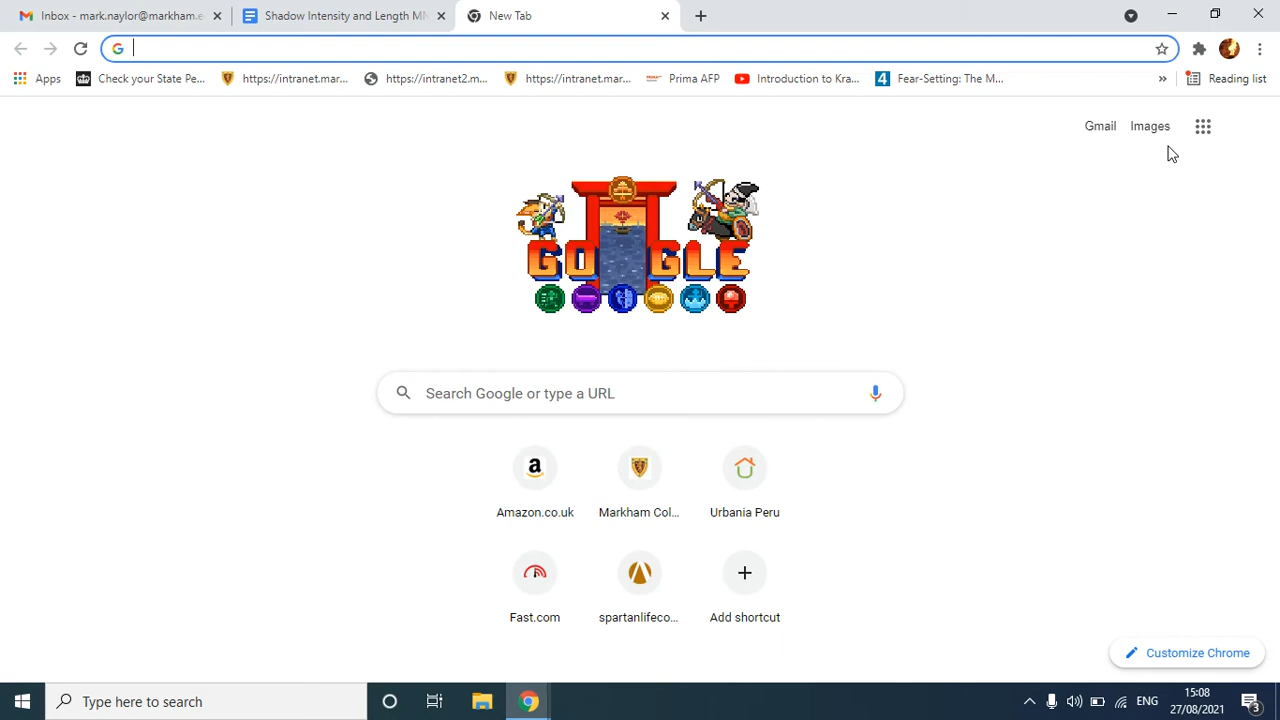 Inbox - mark.naylor@markham.e
Shadow Intensity and Length MN
New Tab
Apps
Check your State Pe...
https://intranet.mar...
https://intranet2.m...
https://intranet.mar...
Prima AFP
Introduction to Kra...
4 Fear-Setting: The M...
»
Reading list
Gmail
Images
GOOGLE
Search Google or type a URL
Amazon.co.uk
Markham Col...
Urbania Peru
Fast.com
spartanlifeco...
Add shortcut
Customize Chrome
Type here to search
ENG
15:08
27/08/2021
3